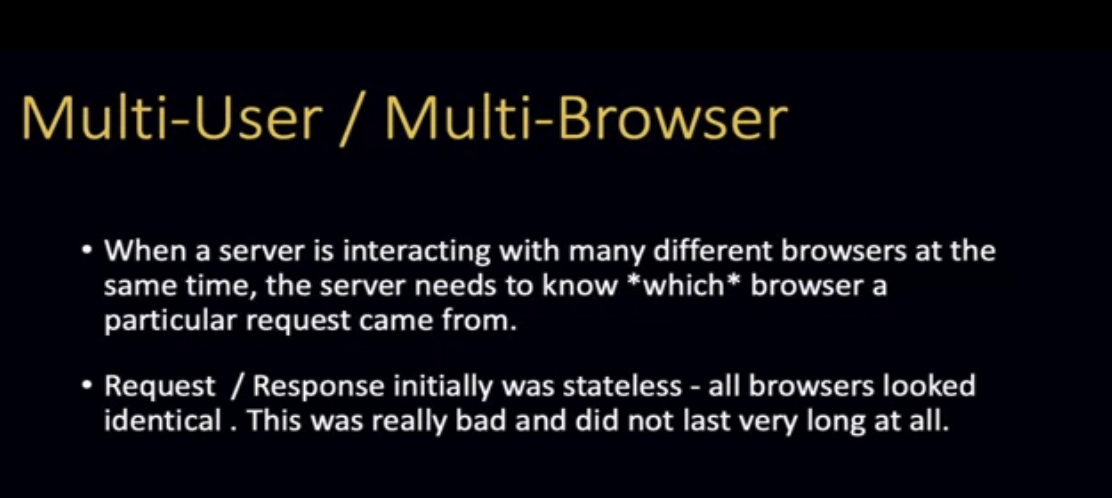 Multi-User / Multi-Browser
• When a server is interacting with many different browsers at the
same time, the server needs to know *which* browser a
particular request came from.
• Request / Response initially was stateless - all browsers looked
identical . This was really bad and did not last very long at all.